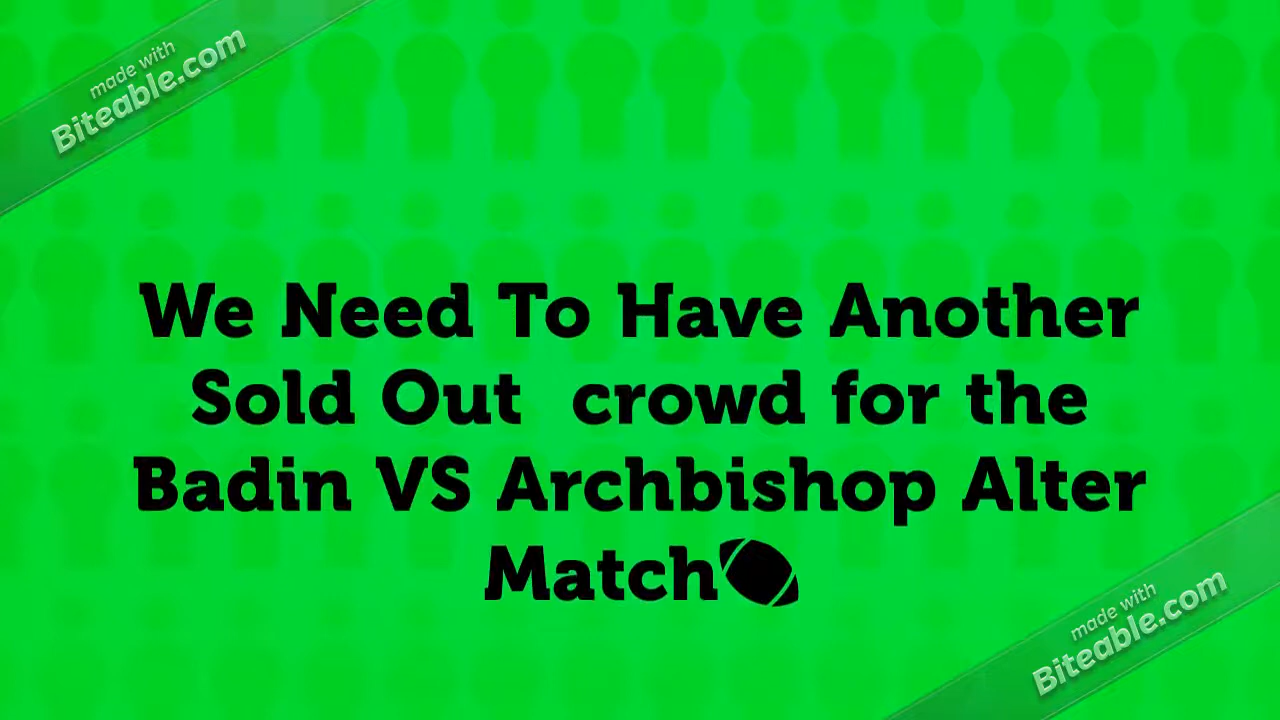 made with
Biteable.com
We Need To Have Another
Sold Out  crowd for the
Badin VS Archbishop Alter
Match🏈
made with
Biteable.com